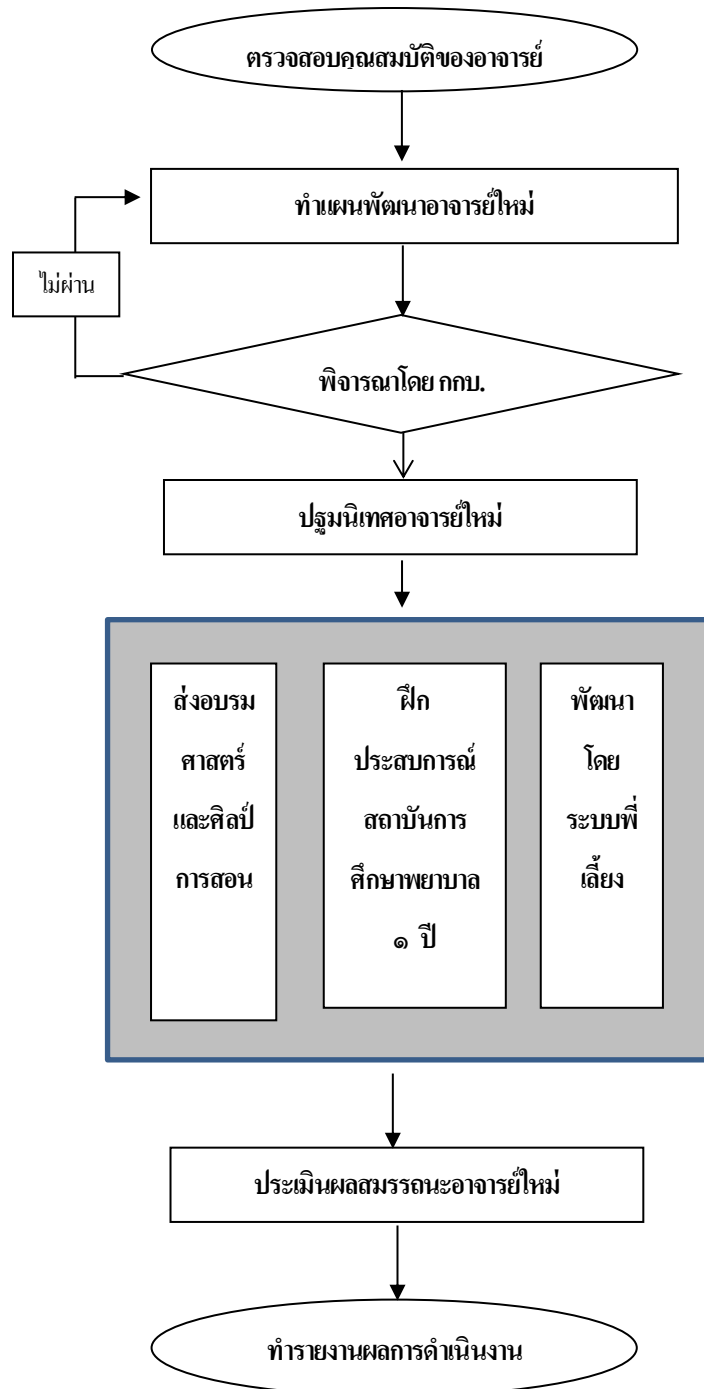 ตรวจสอบคุณสมบัติของอาจารย์
ทำแผนพัฒนาอาจารย์ใหม่
ไม่ผ่าน
พิจารณาโดย กกบ.
ปฐมนิเทศอาจารย์ใหม่
ส่งอบรม
ศาสตร์
และศิลป์
การสอน
ฝึก
ประสบการณ์
สถาบันการ
ศึกษาพยาบาล
๑ ปี
พัฒนา
โดย
ระบบพี่
เลี้ยง
ประเมินผลสมรรถนะอาจารย์ใหม่
ทำรายงานผลการดำเนินงาน